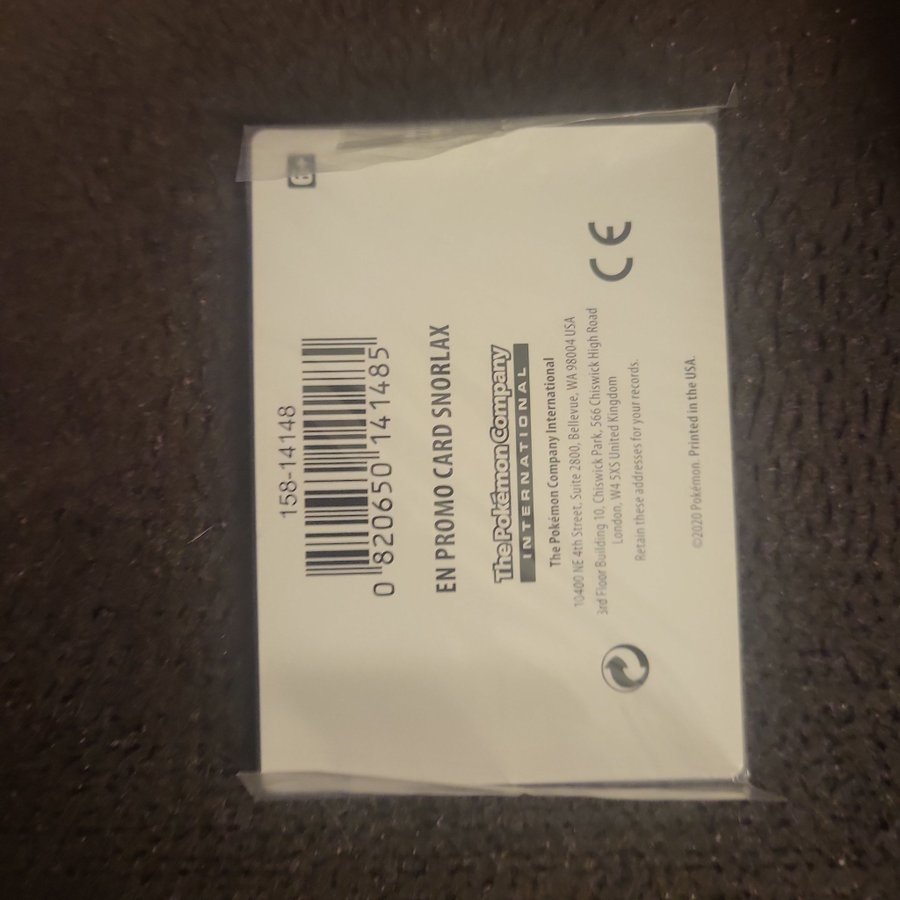 6+
158-14148
0 820650 141485
EN PROMO CARD SNORLAX
The Pokémon Company
INTERNATIONAL
The Pokémon Company International
10400 NE 4th Street, Suite 2800, Bellevue, WA 98004 USA
3rd Floor Building 10, Chiswick Park, 566 Chiswick High Road
London, W4 5XS United Kingdom
Retain these addresses for your records.
CE
©2020 Pokémon. Printed in the USA.